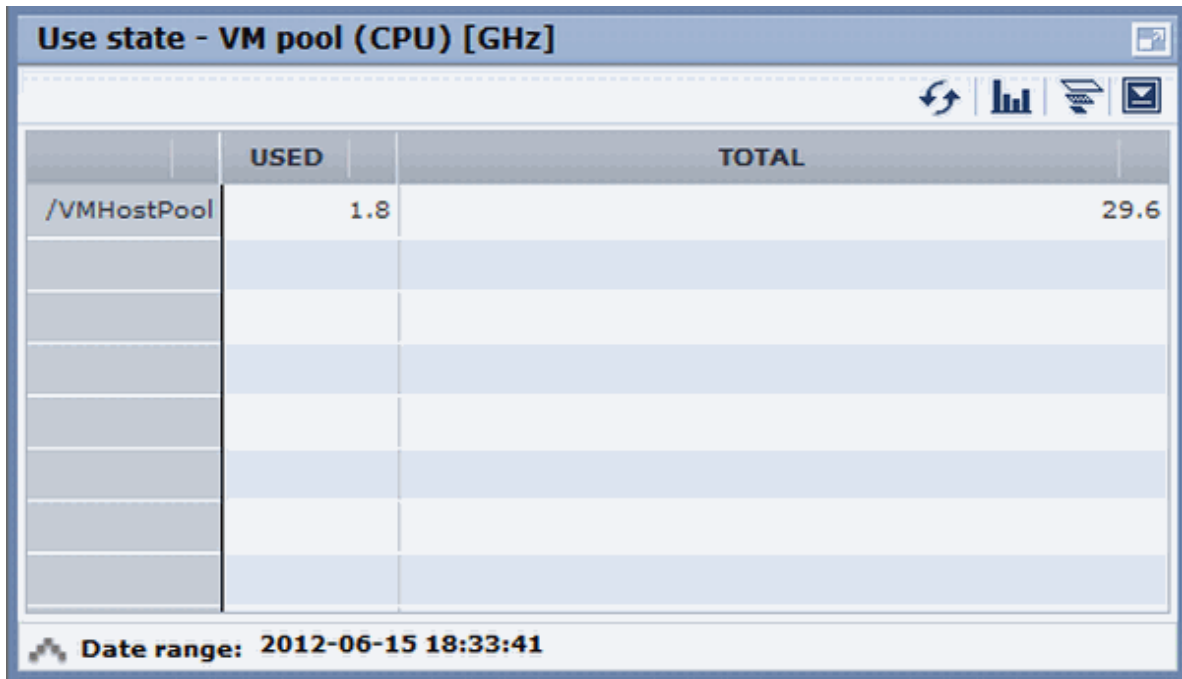 Use state - VM pool (CPU) [GHz]
USED TOTAL
/VMHostPool 1.8 29.6
Date range: 2012-06-15 18:33:41